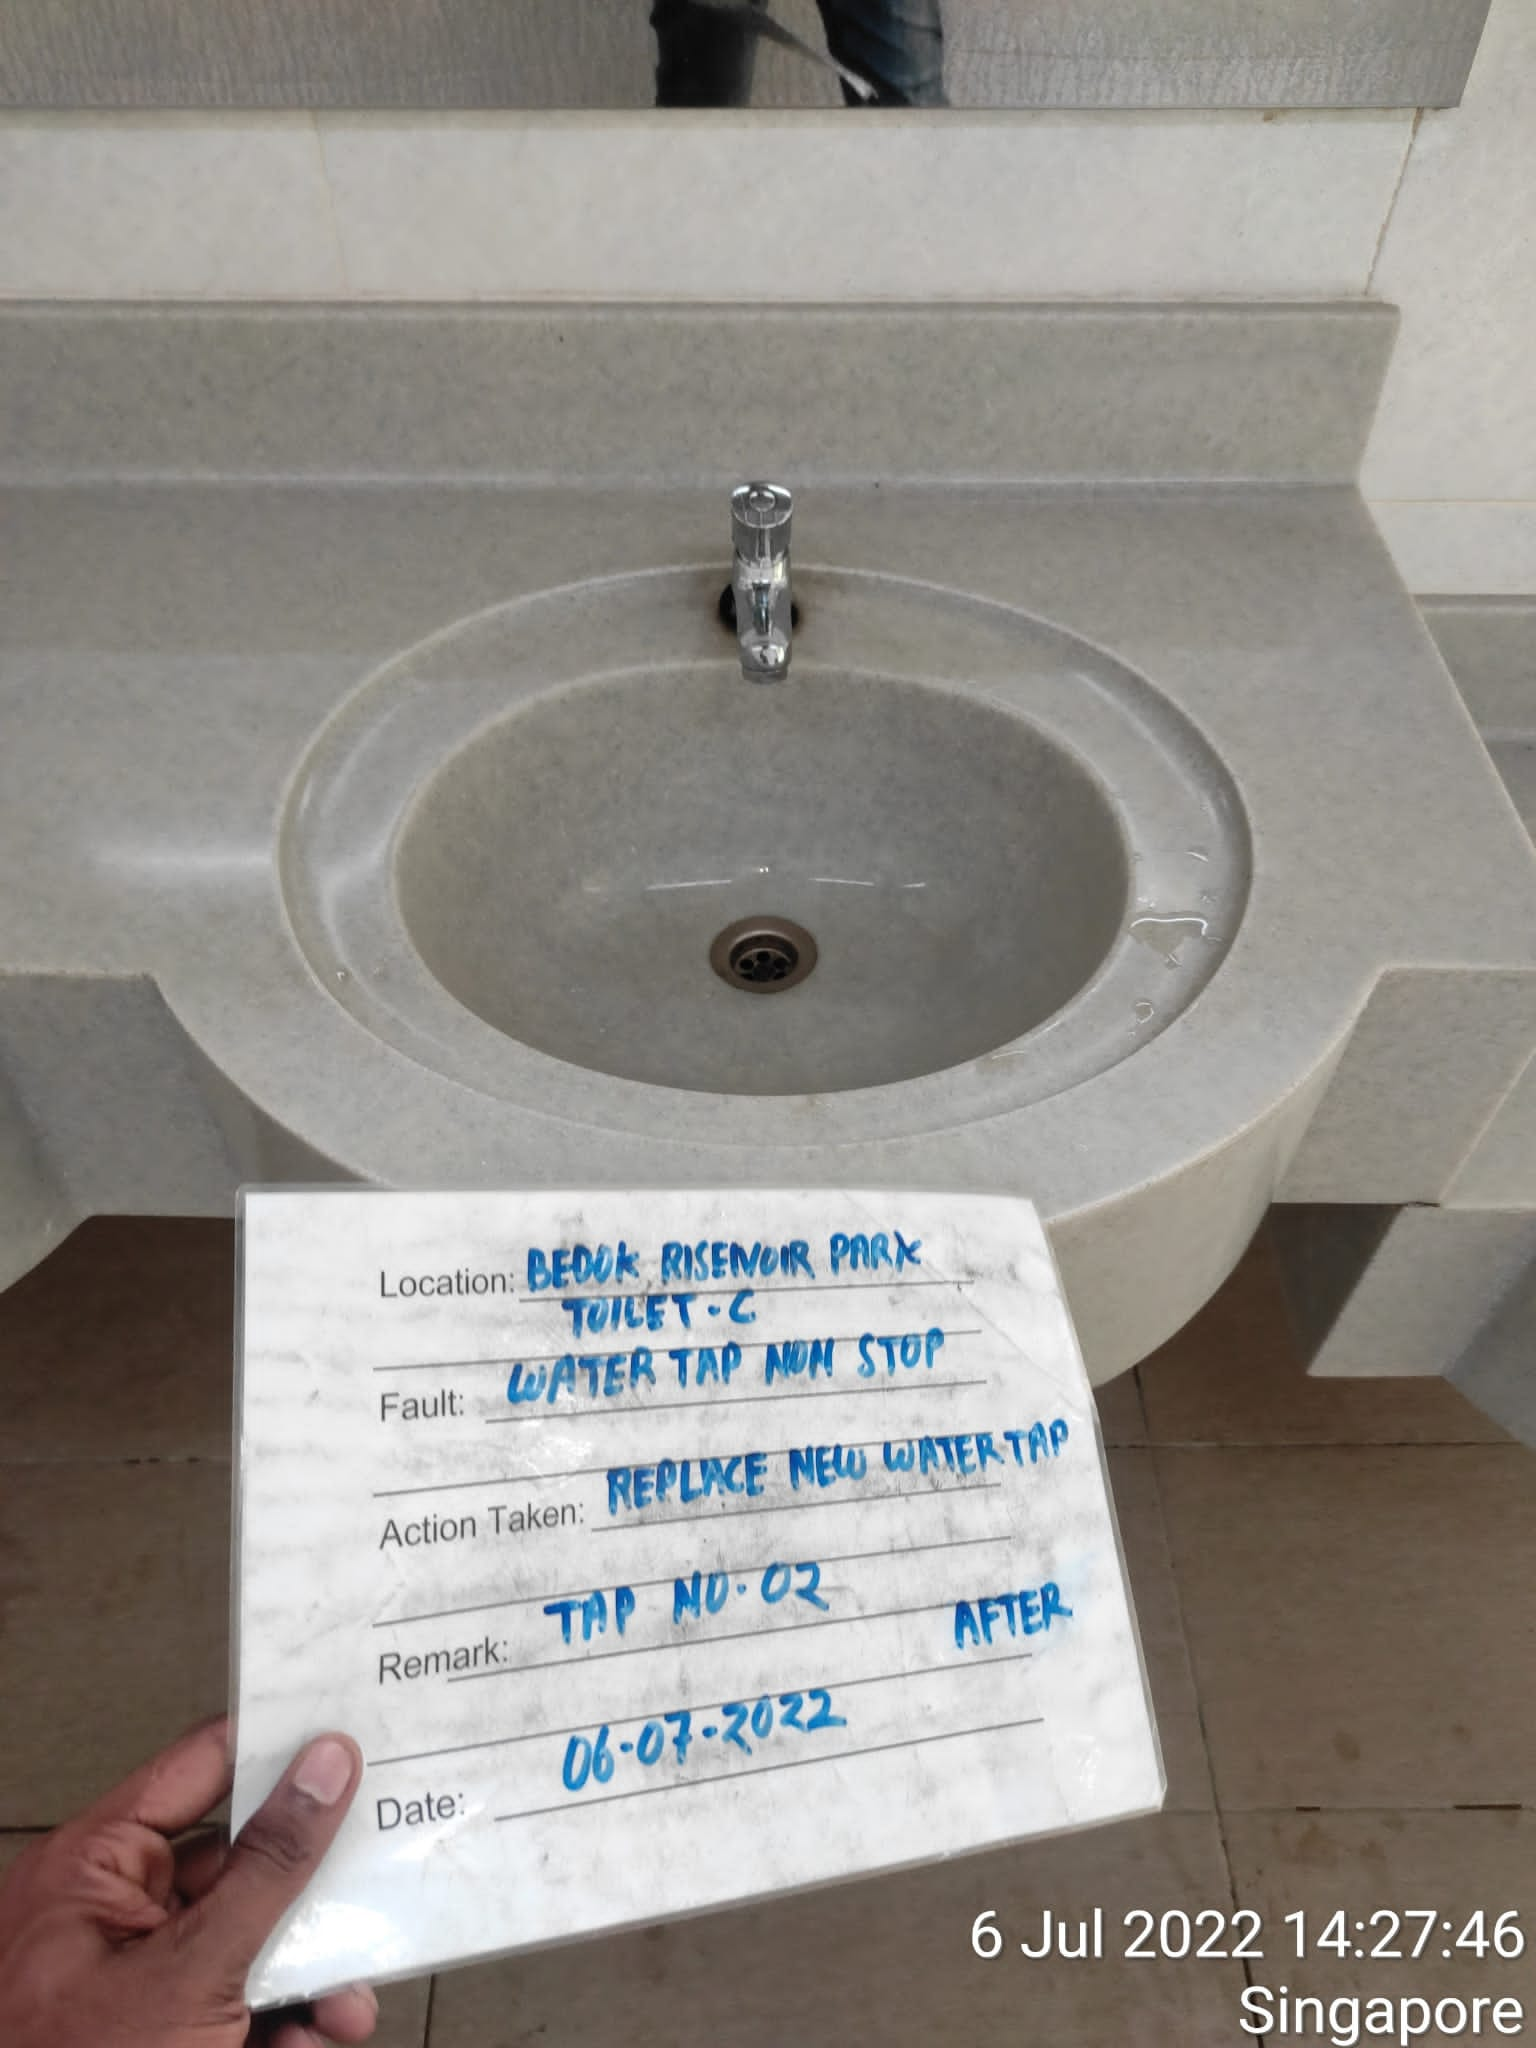 Location: BEDOK RISENVOIR PARK
TOILET - C
Fault: WATER TAP NON STOP
Action Taken: REPLACE NEW WATER TAP
Remark: TAP NO. 02
AFTER
Date: 06-07-2022
6 Jul 2022 14:27:46
Singapore